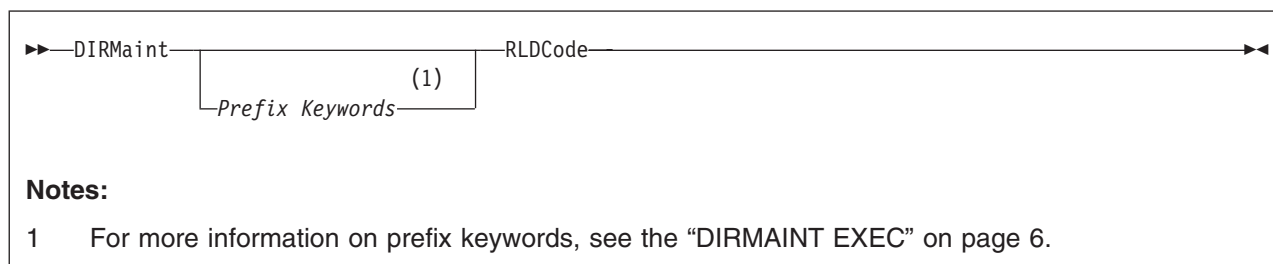 ►►—DIRMaint—RLDCode—►◄
(1)
Prefix Keywords
Notes:
1 For more information on prefix keywords, see the “DIRMAINT EXEC” on page 6.